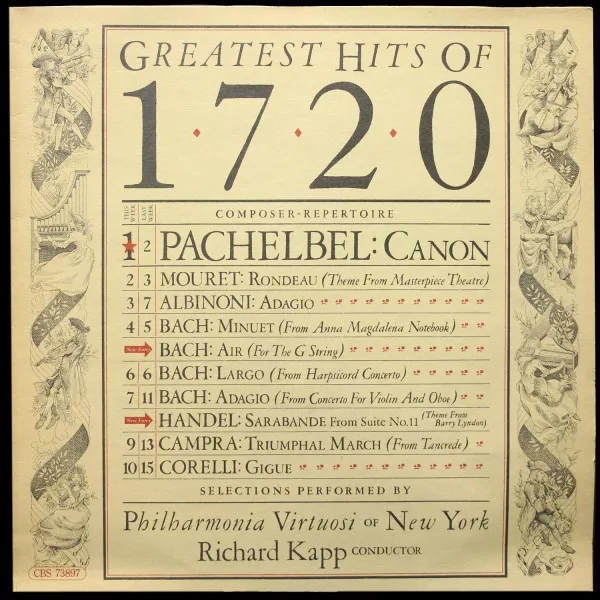 GREATEST HITS OF
1·7·2·0
THIS WEEK LAST WEEK COMPOSER-REPERTOIRE
1 2 PACHELBEL: CANON
2 3 MOURET: RONDEAU (Theme From Masterpiece Theatre)
3 7 ALBINONI: ADAGIO
4 5 BACH: MINUET (From Anna Magdalena Notebook)
New Entry BACH: AIR (For The G String)
6 6 BACH: LARGO (From Harpsicord Concerto)
7 11 BACH: ADAGIO (From Concerto For Violin And Oboe)
New Entry HANDEL: SARABANDE From Suite No.11 (Theme From Barry Lyndon)
9 13 CAMPRA: TRIUMPHAL MARCH (From Tancrede)
10 15 CORELLI: GIGUE
SELECTIONS PERFORMED BY
Philharmonia Virtuosi OF New York
Richard Kapp CONDUCTOR
CBS 73897